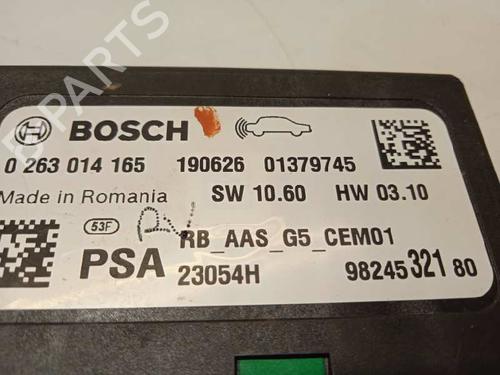 BOSCH
0 263 014 165 190626 01379745
Made in Romania SW 10.60 HW 03.10
53F
RB_AAS_G5_CEM01
PSA 23054H 98245 321 80